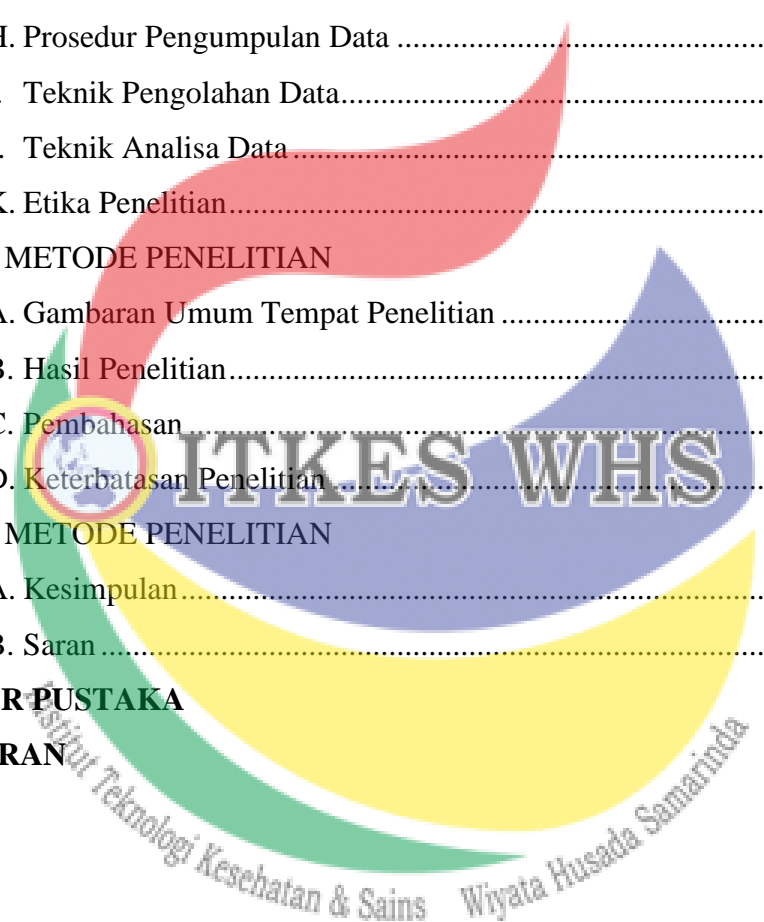 H. Prosedur Pengumpulan Data ..............................................
. Teknik Pengolahan Data.....................................................
. Teknik Analisa Data ..........................................................
K. Etika Penelitian..................................................................
METODE PENELITIAN
A. Gambaran Umum Tempat Penelitian ................................
B. Hasil Penelitian..................................................................
C. Pembahasan.......................................................................
D. Keterbatasan Penelitian .....................................................
ITKES WHS
METODE PENELITIAN
A. Kesimpulan........................................................................
B. Saran .................................................................................
R PUSTAKA
RAN
Institut Teknologi Kesehatan & Sains Wiyata Husada Samarinda